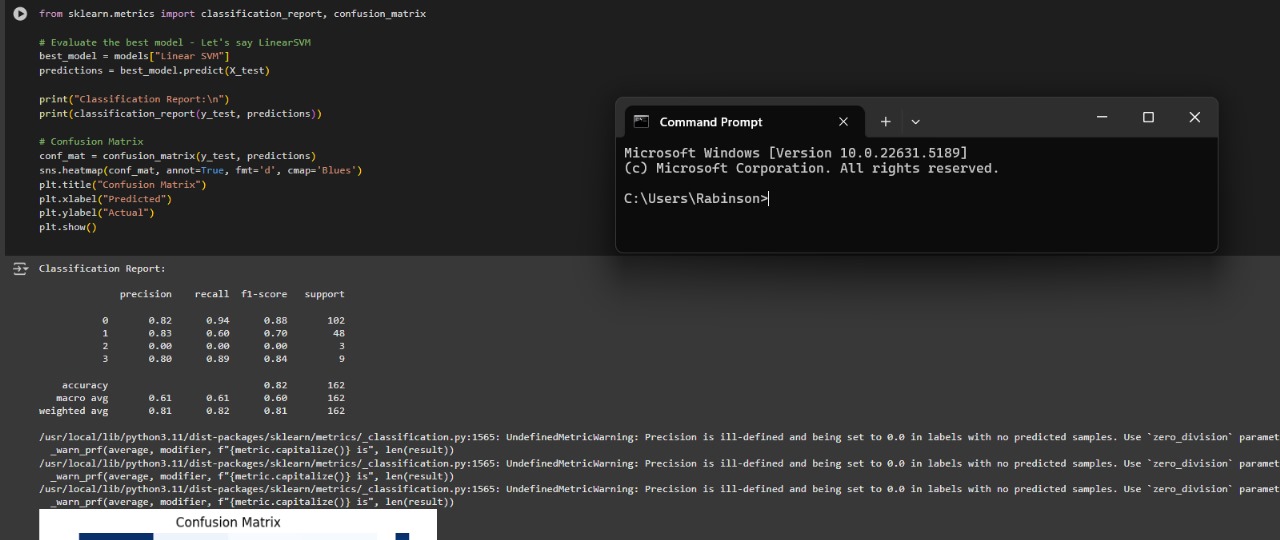 from sklearn.metrics import classification_report, confusion_matrix
# Evaluate the best model - Let's say LinearSVM
best_model = models["Linear SVM"]
predictions = best_model.predict(X_test)
print("Classification Report:\n")
print(classification_report(y_test, predictions))
# Confusion Matrix
conf_mat = confusion_matrix(y_test, predictions)
sns.heatmap(conf_mat, annot=True, fmt='d', cmap='Blues')
plt.title("Confusion Matrix")
plt.xlabel("Predicted")
plt.ylabel("Actual")
plt.show()
Command Prompt
Microsoft Windows [Version 10.0.22631.5189]
(c) Microsoft Corporation. All rights reserved.
C:\Users\Rabinson>
Classification Report:
precision recall f1-score support
0 0.82 0.94 0.88 102
1 0.83 0.60 0.70 48
2 0.00 0.00 0.00 3
3 0.80 0.89 0.84 9
accuracy 0.82 162
macro avg 0.61 0.61 0.60 162
weighted avg 0.81 0.82 0.81 162
/usr/local/lib/python3.11/dist-packages/sklearn/metrics/_classification.py:1565: UndefinedMetricWarning: Precision is ill-defined and being set to 0.0 in labels with no predicted samples. Use `zero_division` paramet
_warn_prf(average, modifier, f"{metric.capitalize()} is", len(result))
/usr/local/lib/python3.11/dist-packages/sklearn/metrics/_classification.py:1565: UndefinedMetricWarning: Precision is ill-defined and being set to 0.0 in labels with no predicted samples. Use `zero_division` paramet
_warn_prf(average, modifier, f"{metric.capitalize()} is", len(result))
/usr/local/lib/python3.11/dist-packages/sklearn/metrics/_classification.py:1565: UndefinedMetricWarning: Precision is ill-defined and being set to 0.0 in labels with no predicted samples. Use `zero_division` paramet
_warn_prf(average, modifier, f"{metric.capitalize()} is", len(result))
Confusion Matrix